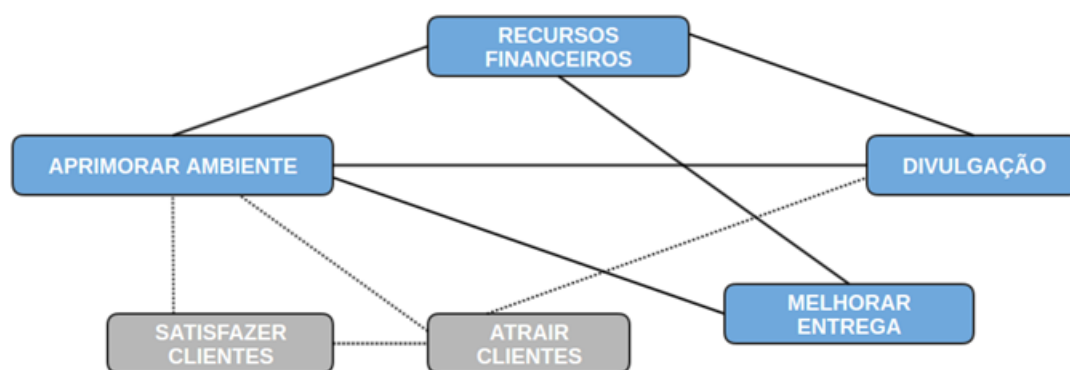 RECURSOS
FINANCEIROS
APRIMORAR AMBIENTE
DIVULGAÇÃO
MELHORAR
ENTREGA
SATISFAZER
CLIENTES
ATRAIR
CLIENTES